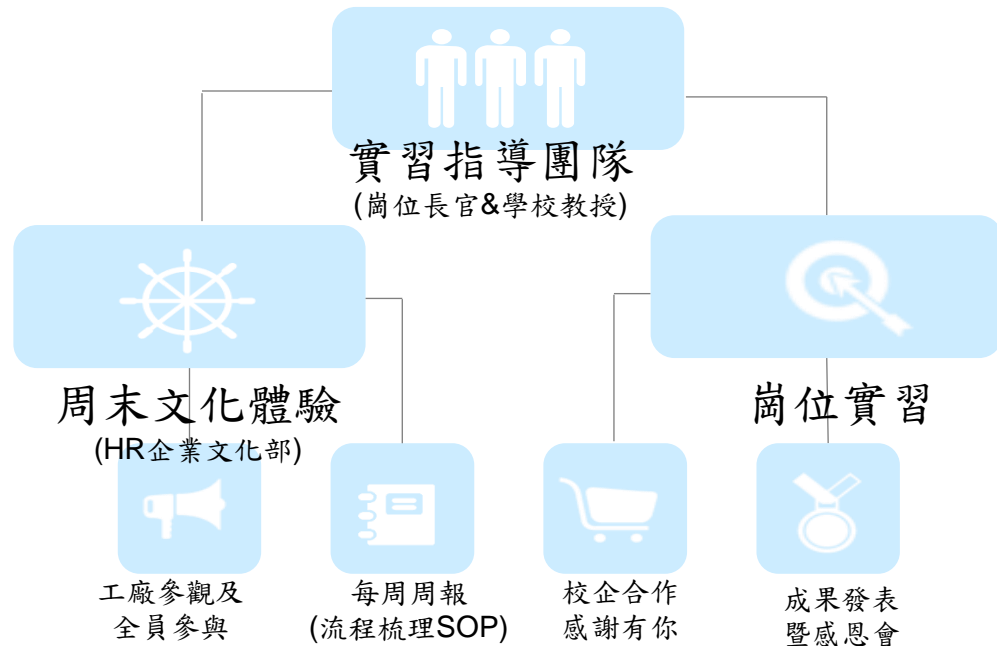 實習指導團隊
(崗位長官&學校教授)
周末文化體驗
(HR企業文化部)
崗位實習
工廠參觀及
全員參與
每周周報
(流程梳理SOP)
校企合作
感謝有你
成果發表
暨感恩會